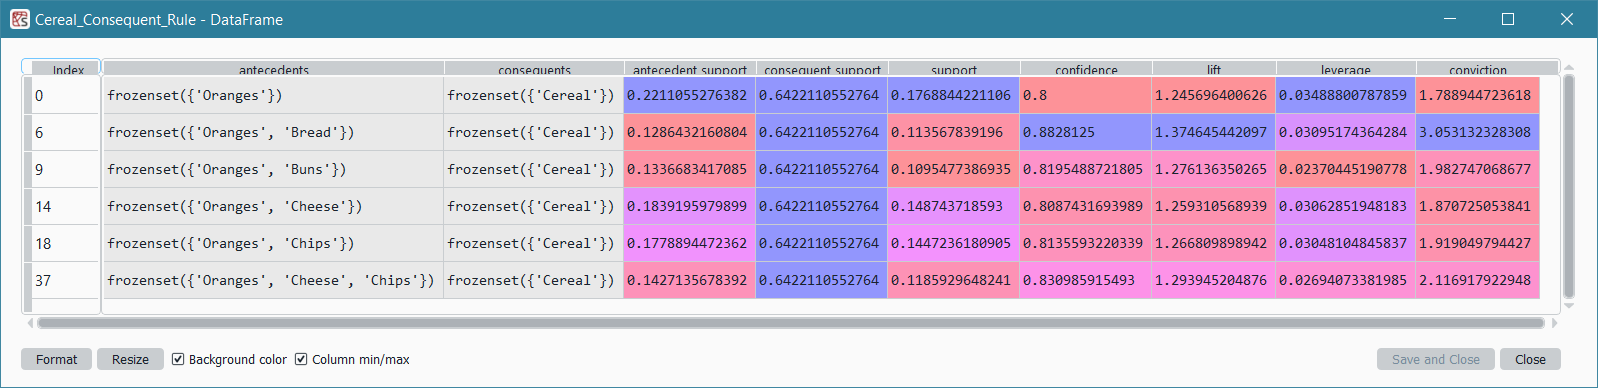 Cereal_Consequent_Rule - DataFrame
Index antecedents consequents antecedent support consequent support support confidence lift leverage conviction
0 frozenset({'Oranges'}) frozenset({'Cereal'}) 0.2211055276382 0.6422110552764 0.1768844221106 0.8 1.245696400626 0.03488800787859 1.788944723618
6 frozenset({'Oranges', 'Bread'}) frozenset({'Cereal'}) 0.1286432160804 0.6422110552764 0.113567839196 0.8828125 1.374645442097 0.03095174364284 3.053132328308
9 frozenset({'Oranges', 'Buns'}) frozenset({'Cereal'}) 0.1336683417085 0.6422110552764 0.1095477386935 0.8195488721805 1.276136350265 0.02370445190778 1.982747068677
14 frozenset({'Oranges', 'Cheese'}) frozenset({'Cereal'}) 0.1839195979899 0.6422110552764 0.148743718593 0.8087431693989 1.259310568939 0.03062851948183 1.870725053841
18 frozenset({'Oranges', 'Chips'}) frozenset({'Cereal'}) 0.1778894472362 0.6422110552764 0.1447236180905 0.8135593220339 1.266809898942 0.03048104845837 1.919049794427
37 frozenset({'Oranges', 'Cheese', 'Chips'}) frozenset({'Cereal'}) 0.1427135678392 0.6422110552764 0.1185929648241 0.830985915493 1.293945204876 0.02694073381985 2.116917922948
Format Resize Background color Column min/max Save and Close Close